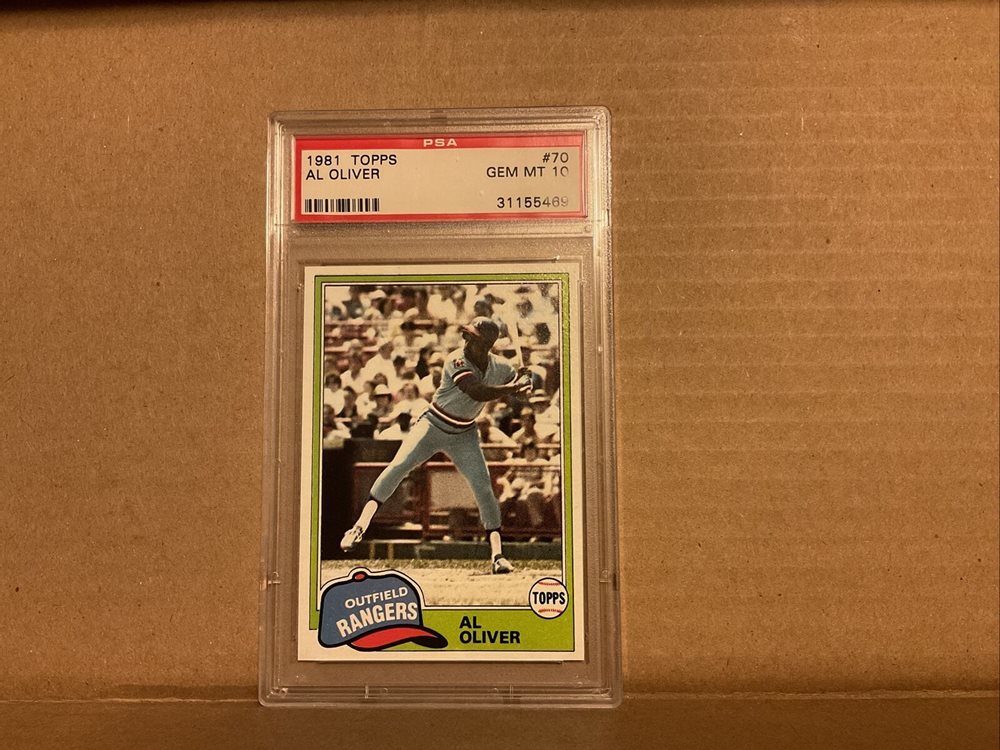 PSA
1981 TOPPS #70
AL OLIVER GEM MT 10
31155469
OUTFIELD
RANGERS
TOPPS
AL
OLIVER